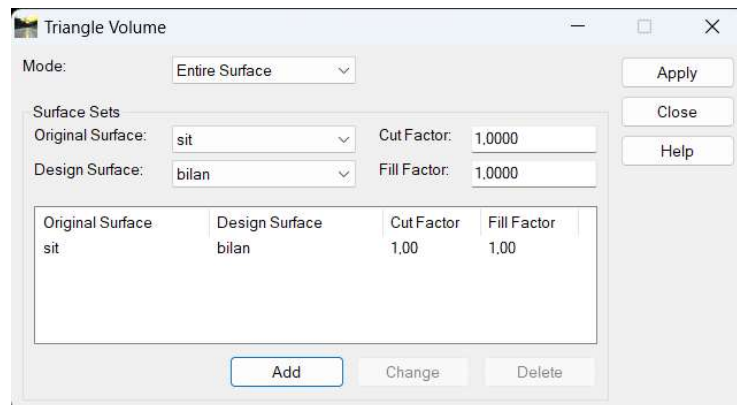 Triangle Volume
Mode: Entire Surface Apply
Surface Sets Close
Original Surface: sit Cut Factor: 1,0000 Help
Design Surface: bilan Fill Factor: 1,0000
Original Surface Design Surface Cut Factor Fill Factor
sit bilan 1,00 1,00
Add Change Delete